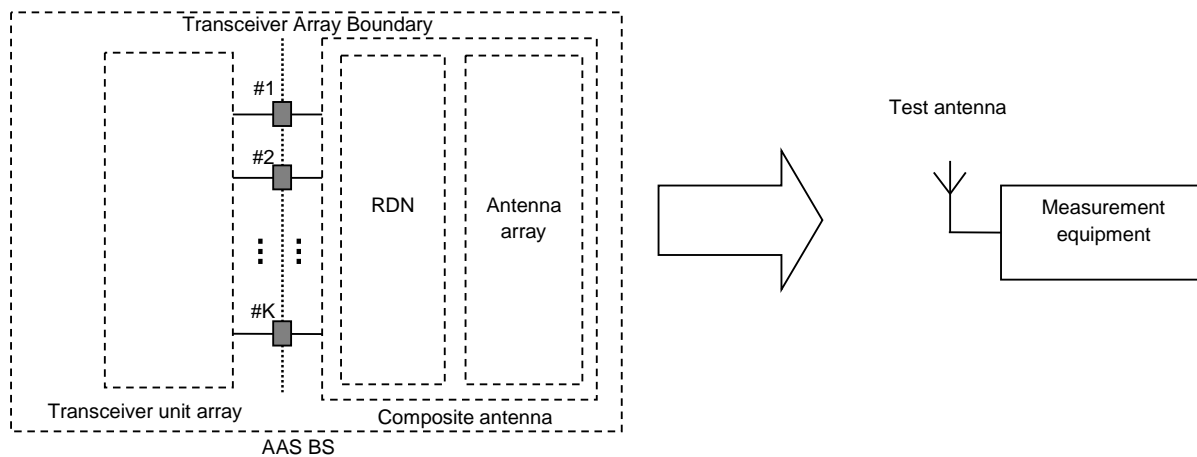 Transceiver Array Boundary
#1
#2
#K
RDN
Antenna
array
Transceiver unit array
Composite antenna
AAS BS
Test antenna
Measurement
equipment